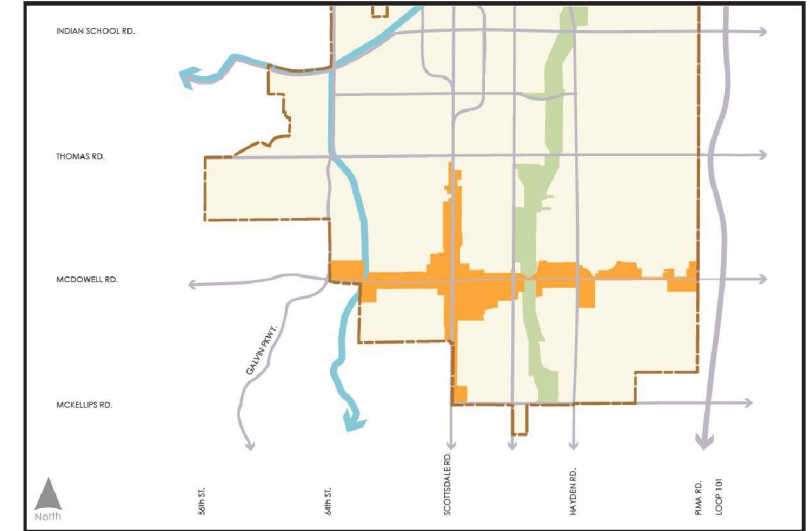 INDIAN SCHOOL RD.
THOMAS RD.
MCDOWELL RD.
GALVIN PKWY.
MCKELLIPS RD.
56th ST.
64th ST.
SCOTTSDALE RD.
HAYDEN RD.
PIMA RD.
LOOP 101
North